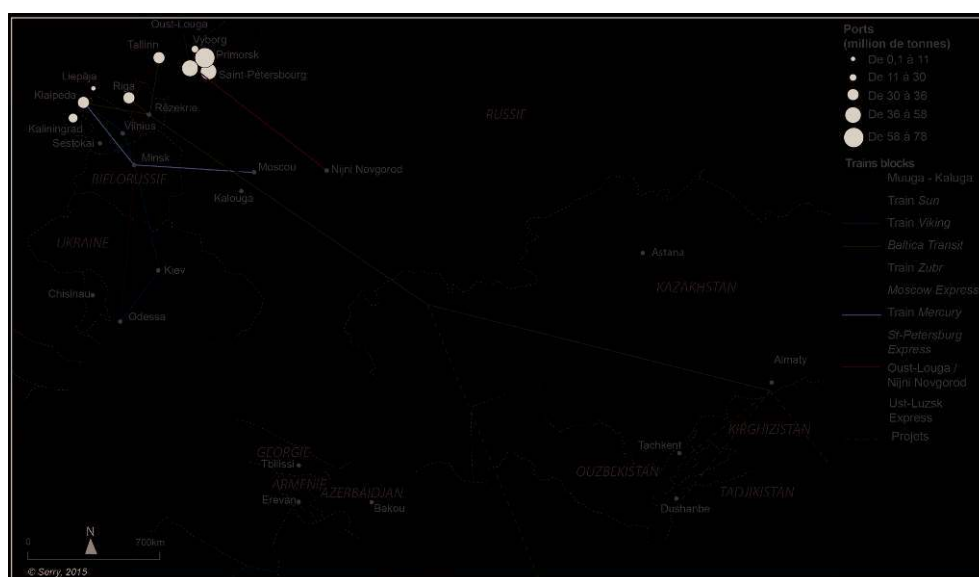 Oust-Louga
Vyborg
Tallinn
Primorsk
Saint-Pétersbourg
Liepāja
Riga
Klaipeda
Rēzekne
Kaliningrad
Vilnius
Sestokai
Minsk
Moscou
Nijni Novgorod
BIELORUSSIE
Kalouga
RUSSIE
UKRAINE
Kiev
Chisinau
Odessa
Astana
KAZAKHSTAN
Almaty
KIRGHIZISTAN
Tachkent
OUZBEKISTAN
TADJIKISTAN
Dushanbe
GEORGIE
Tbilissi
ARMENIE
AZERBAIDJAN
Erevan
Bakou
Ports
(million de tonnes)
De 0,1 à 11
De 11 à 30
De 30 à 36
De 36 à 58
De 58 à 78
Trains blocks
Muuga - Kaluga
Train Sun
Train Viking
Baltica Transit
Train Zubr
Moscow Express
Train Mercury
St-Petersburg
Express
Oust-Louga /
Nijni Novgorod
Ust-Luzsk
Express
Projets
N
0 700km
© Serry, 2015